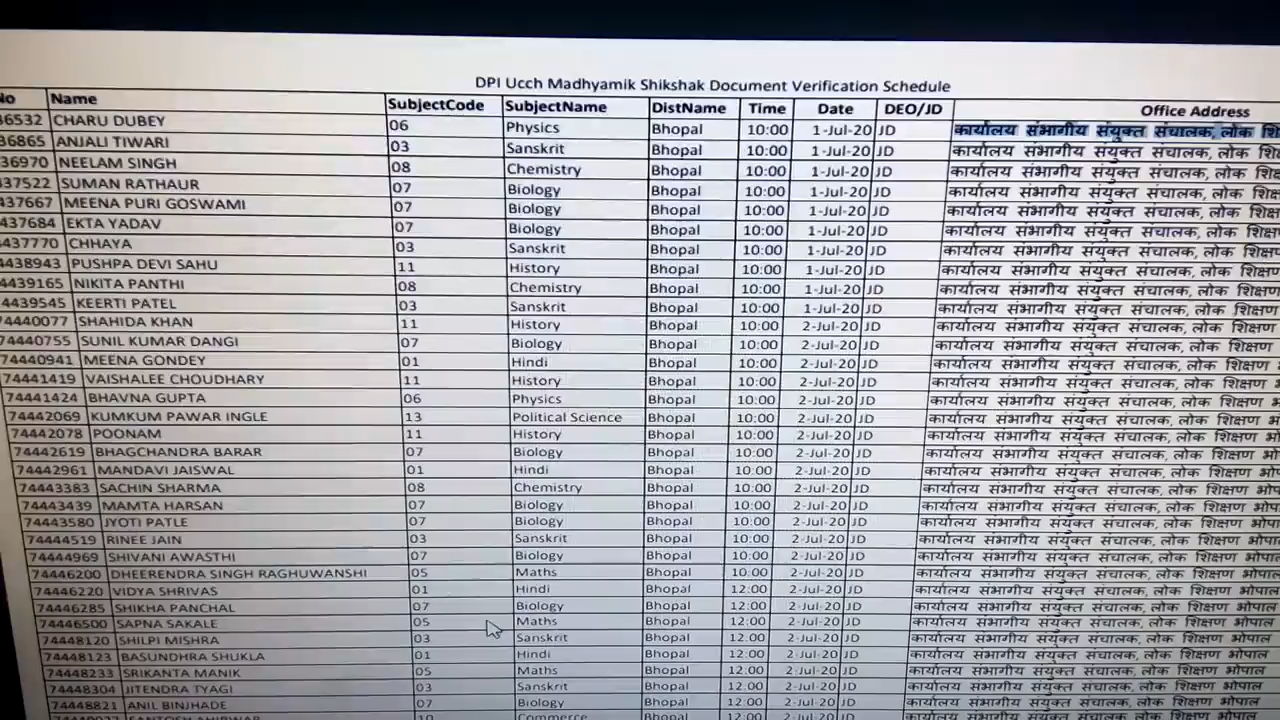 DPI Ucch Madhyamik Shikshak Document Verification Schedule
No Name SubjectCode SubjectName DistName Time Date DEO/JD Office Address
36532 CHARU DUBEY 06 Physics Bhopal 10:00 1-Jul-20 JD कार्यालय संभागीय संयुक्त संचालक, लोक
36865 ANJALI TIWARI 03 Sanskrit Bhopal 10:00 1-Jul-20 JD कार्यालय संभागीय संयुक्त संचालक, लोक
36970 NEELAM SINGH 08 Chemistry Bhopal 10:00 1-Jul-20 JD कार्यालय संभागीय संयुक्त संचालक, लोक
437522 SUMAN RATHAUR 07 Biology Bhopal 10:00 1-Jul-20 JD कार्यालय संभागीय संयुक्त संचालक, लोक
437667 MEENA PURI GOSWAMI 07 Biology Bhopal 10:00 1-Jul-20 JD कार्यालय संभागीय संयुक्त संचालक, लोक
437684 EKTA YADAV 07 Biology Bhopal 10:00 1-Jul-20 JD कार्यालय संभागीय संयुक्त संचालक, लोक
4437770 CHHAYA 03 Sanskrit Bhopal 10:00 1-Jul-20 JD कार्यालय संभागीय संयुक्त संचालक, लोक
4438943 PUSHPA DEVI SAHU 11 History Bhopal 10:00 1-Jul-20 JD कार्यालय संभागीय संयुक्त संचालक, लोक
4439165 NIKITA PANTHI 08 Chemistry Bhopal 10:00 1-Jul-20 JD कार्यालय संभागीय संयुक्त संचालक, लोक शिक्षण
4439545 KEERTI PATEL 03 Sanskrit Bhopal 10:00 1-Jul-20 JD कार्यालय संभागीय संयुक्त संचालक, लोक शिक्षण
74440077 SHAHIDA KHAN 11 History Bhopal 10:00 2-Jul-20 JD कार्यालय संभागीय संयुक्त संचालक, लोक शिक्षण
74440755 SUNIL KUMAR DANGI 07 Biology Bhopal 10:00 2-Jul-20 JD कार्यालय संभागीय संयुक्त संचालक, लोक शिक्षण
74440941 MEENA GONDEY 01 Hindi Bhopal 10:00 2-Jul-20 JD कार्यालय संभागीय संयुक्त संचालक, लोक शिक्षण
74441419 VAISHALEE CHOUDHARY 11 History Bhopal 10:00 2-Jul-20 JD कार्यालय संभागीय संयुक्त संचालक, लोक शिक्षण
74441424 BHAVNA GUPTA 06 Physics Bhopal 10:00 2-Jul-20 JD कार्यालय संभागीय संयुक्त संचालक, लोक शिक्षण
74442069 KUMKUM PAWAR INGLE 13 Political Science Bhopal 10:00 2-Jul-20 JD कार्यालय संभागीय संयुक्त संचालक, लोक शिक्षण
74442078 POONAM 11 History Bhopal 10:00 2-Jul-20 JD कार्यालय संभागीय संयुक्त संचालक, लोक शिक्षण
74442619 BHAGCHANDRA BARAR 07 Biology Bhopal 10:00 2-Jul-20 JD कार्यालय संभागीय संयुक्त संचालक, लोक शिक्षण
74442961 MANDAVI JAISWAL 01 Hindi Bhopal 10:00 2-Jul-20 JD कार्यालय संभागीय संयुक्त संचालक, लोक शिक्षण
74443383 SACHIN SHARMA 08 Chemistry Bhopal 10:00 2-Jul-20 JD कार्यालय संभागीय संयुक्त संचालक, लोक शिक्षण
74443439 MAMTA HARSAN 07 Biology Bhopal 10:00 2-Jul-20 JD कार्यालय संभागीय संयुक्त संचालक, लोक शिक्षण भोपा
74443580 JYOTI PATLE 07 Biology Bhopal 10:00 2-Jul-20 JD कार्यालय संभागीय संयुक्त संचालक, लोक शिक्षण भोपा
74444519 RINEE JAIN 03 Sanskrit Bhopal 10:00 2-Jul-20 JD कार्यालय संभागीय संयुक्त संचालक, लोक शिक्षण भोपा
74444969 SHIVANI AWASTHI 07 Biology Bhopal 10:00 2-Jul-20 JD कार्यालय संभागीय संयुक्त संचालक, लोक शिक्षण भोपाल
74446200 DHEERENDRA SINGH RAGHUWANSHI 05 Maths Bhopal 10:00 2-Jul-20 JD कार्यालय संभागीय संयुक्त संचालक, लोक शिक्षण भोपाल
74446220 VIDYA SHRIVAS 01 Hindi Bhopal 12:00 2-Jul-20 JD कार्यालय संभागीय संयुक्त संचालक, लोक शिक्षण भोपाल
74446285 SHIKHA PANCHAL 07 Biology Bhopal 12:00 2-Jul-20 JD कार्यालय संभागीय संयुक्त संचालक, लोक शिक्षण भोपाल
74446500 SAPNA SAKALE 05 Maths Bhopal 12:00 2-Jul-20 JD कार्यालय संभागीय संयुक्त संचालक, लोक शिक्षण भोपाल
74448120 SHILPI MISHRA 03 Sanskrit Bhopal 12:00 2-Jul-20 JD कार्यालय संभागीय संयुक्त संचालक, लोक शिक्षण भोपाल
74448123 BASUNDHRA SHUKLA 01 Hindi Bhopal 12:00 2-Jul-20 JD कार्यालय संभागीय संयुक्त संचालक, लोक शिक्षण भोपाल
74448233 SRIKANTA MANIK 05 Maths Bhopal 12:00 2-Jul-20 JD कार्यालय संभागीय संयुक्त संचालक, लोक शिक्षण भोपाल
74448304 JITENDRA TYAGI 03 Sanskrit Bhopal 12:00 2-Jul-20 JD कार्यालय संभागीय संयुक्त संचालक, लोक शिक्षण भोपाल
74448821 ANIL BINJHADE 07 Biology Bhopal 12:00 2-Jul-20 JD कार्यालय संभागीय संयुक्त संचालक, लोक शिक्षण भोपाल
10 Commerce Bhopal 12:00 2-Jul-20 JD